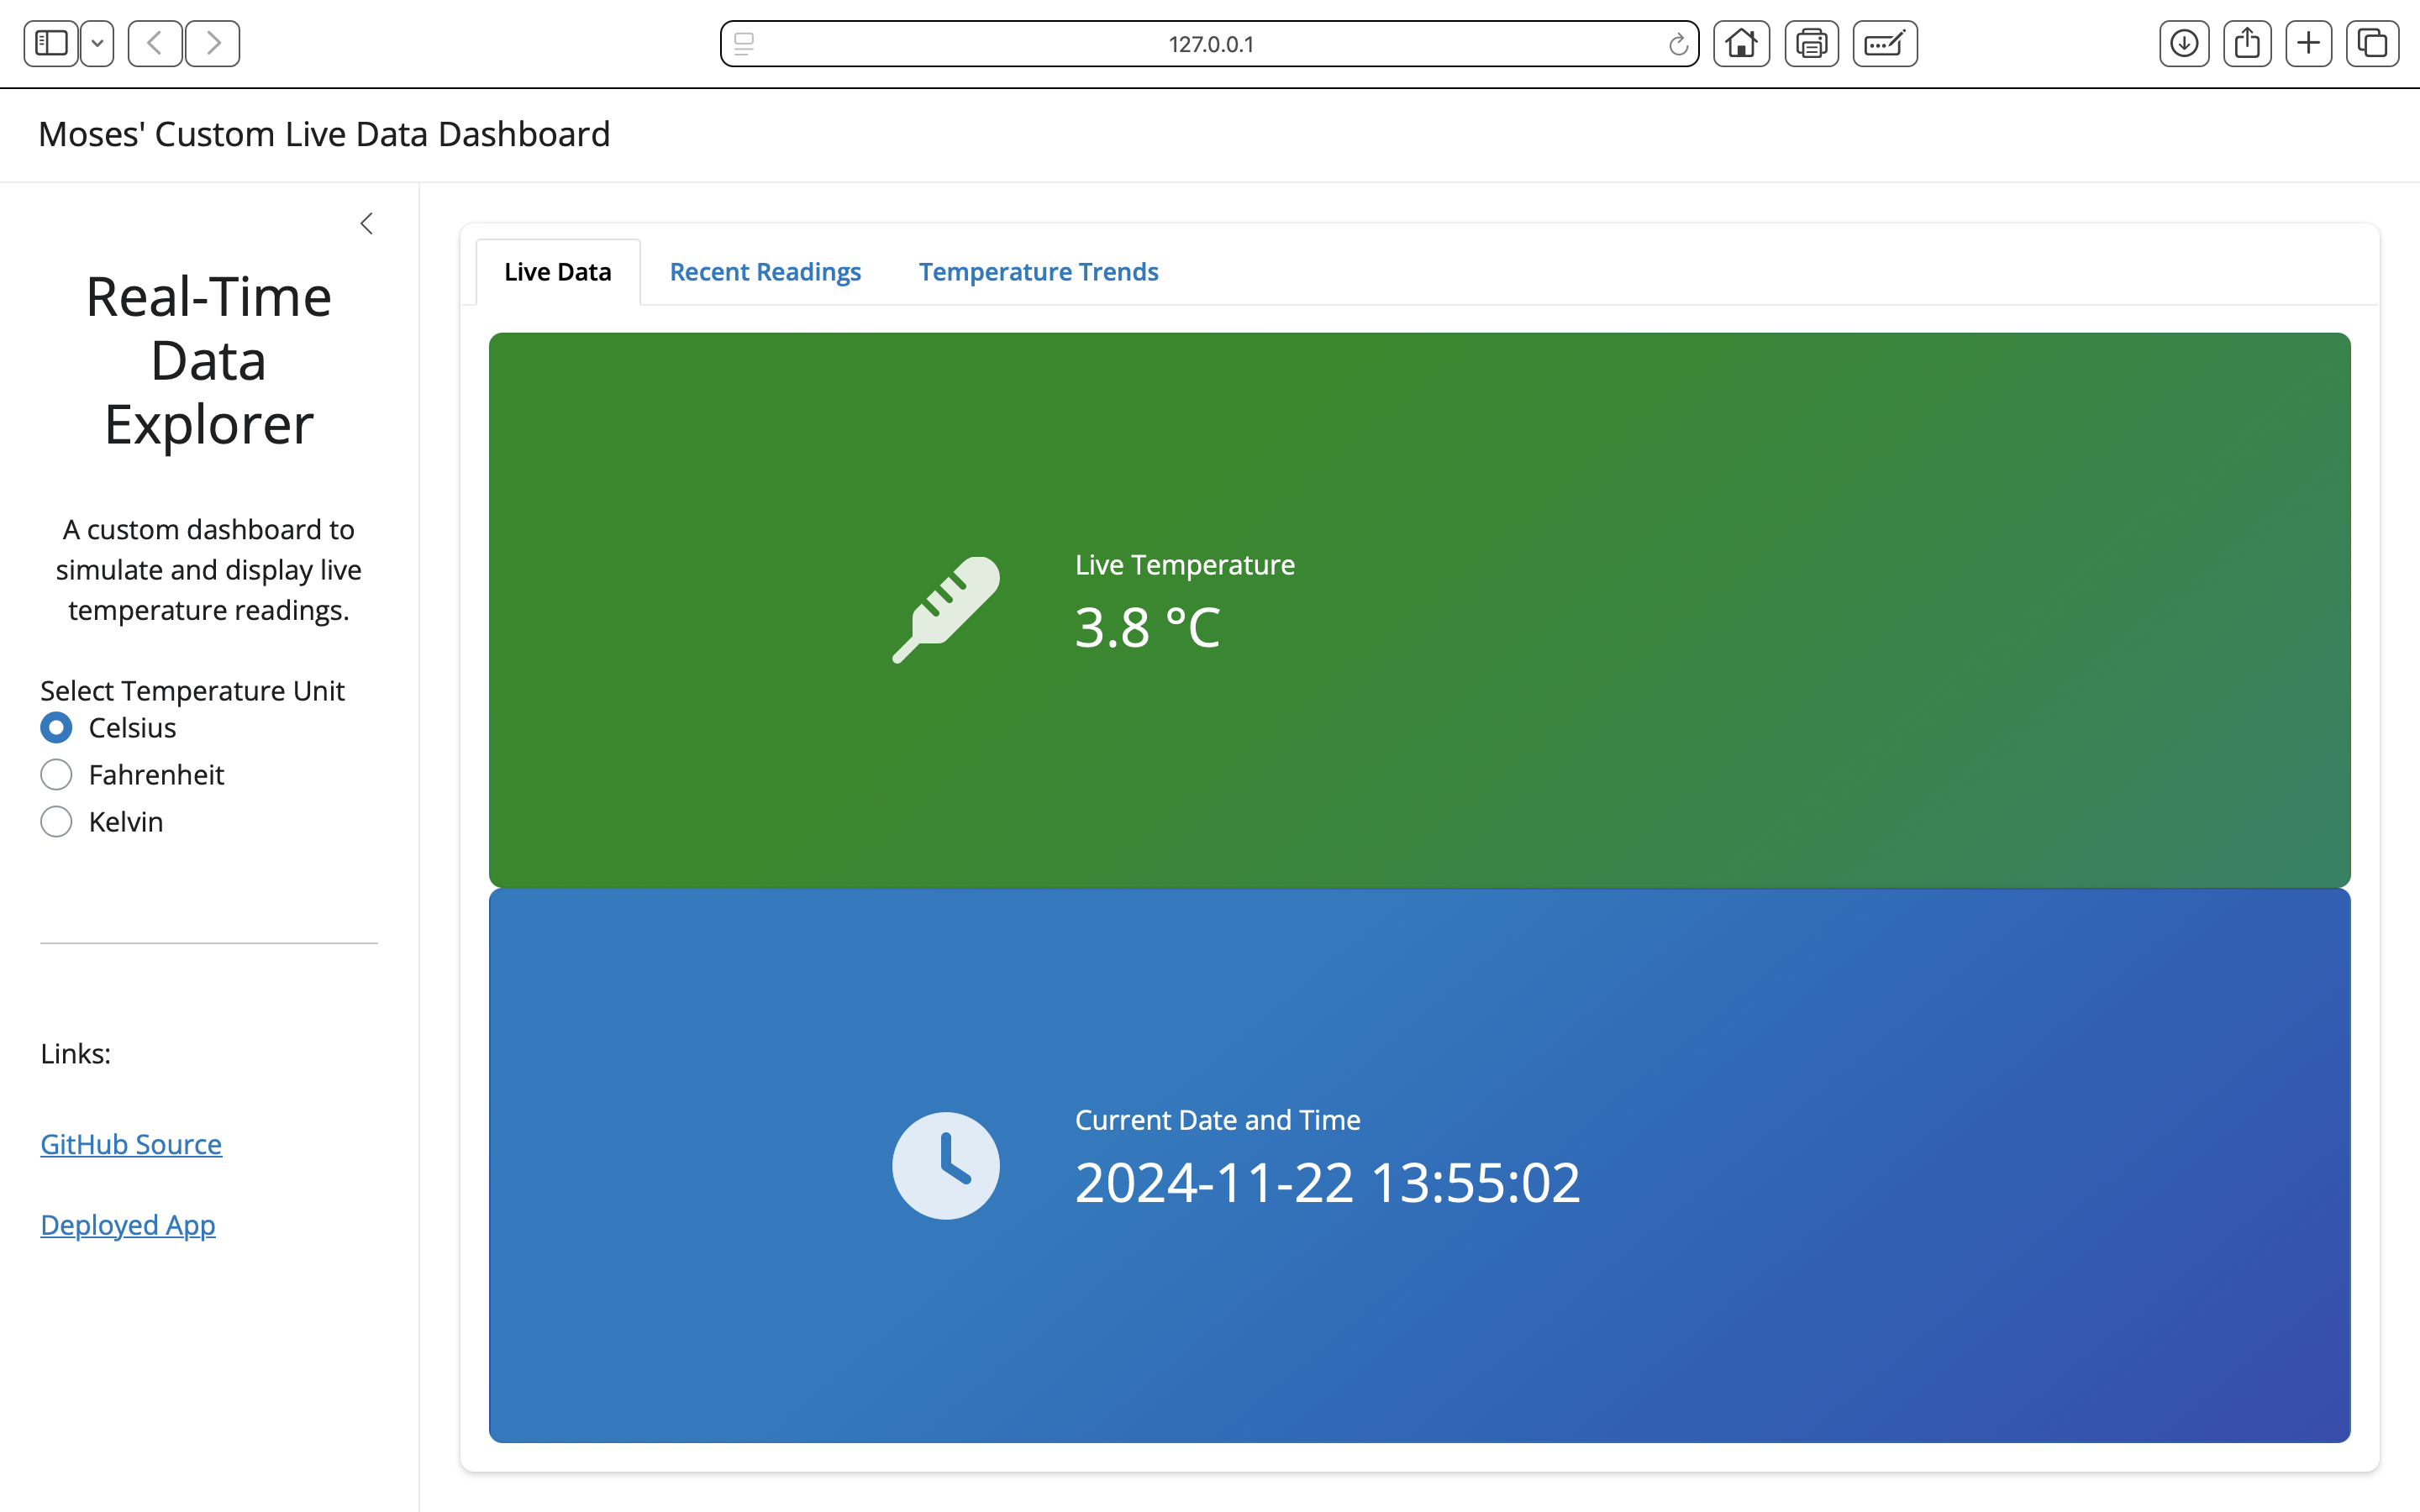 127.0.0.1
Moses' Custom Live Data Dashboard
Real-Time
Data
Explorer
A custom dashboard to
simulate and display live
temperature readings.
Select Temperature Unit
Celsius
Fahrenheit
Kelvin
Links:
GitHub Source
Deployed App
Live Data
Recent Readings
Temperature Trends
Live Temperature
3.8 °C
Current Date and Time
2024-11-22 13:55:02